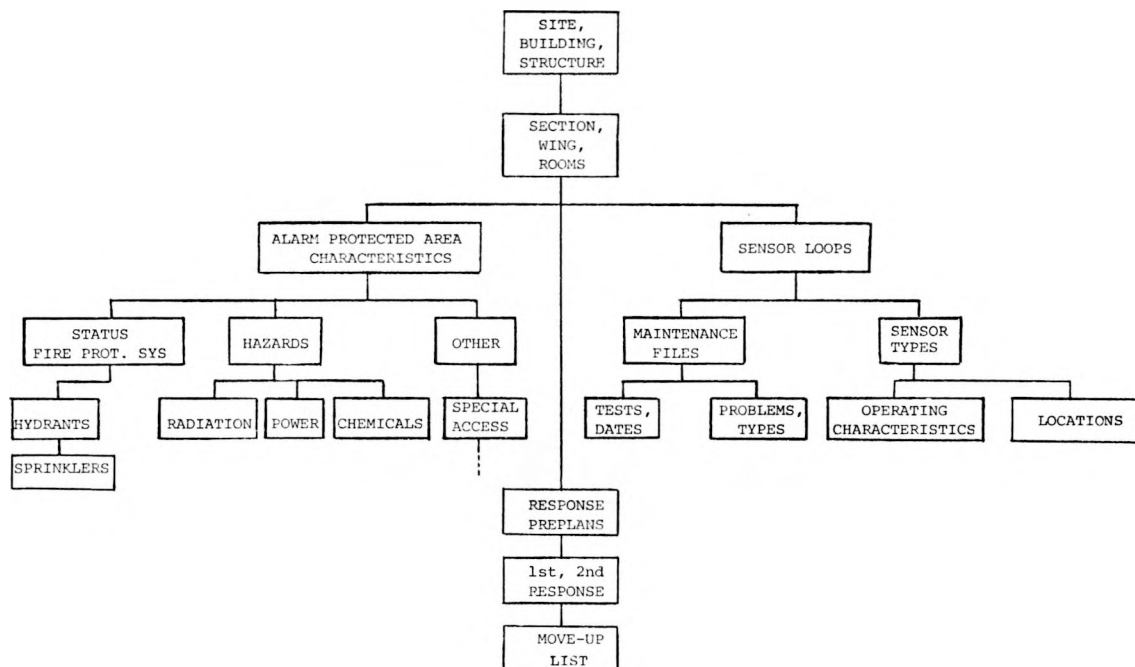 SITE,
BUILDING,
STRUCTURE
SECTION,
WING,
ROOMS
ALARM PROTECTED AREA
CHARACTERISTICS
SENSOR LOOPS
STATUS
FIRE PROT. SYS
HAZARDS
OTHER
MAINTENANCE
FILES
SENSOR
TYPES
HYDRANTS
RADIATION
POWER
CHEMICALS
SPECIAL
ACCESS
TESTS,
DATES
PROBLEMS,
TYPES
OPERATING
CHARACTERISTICS
LOCATIONS
SPRINKLERS
RESPONSE
PREPLANS
1st, 2nd
RESPONSE
MOVE-UP
LIST